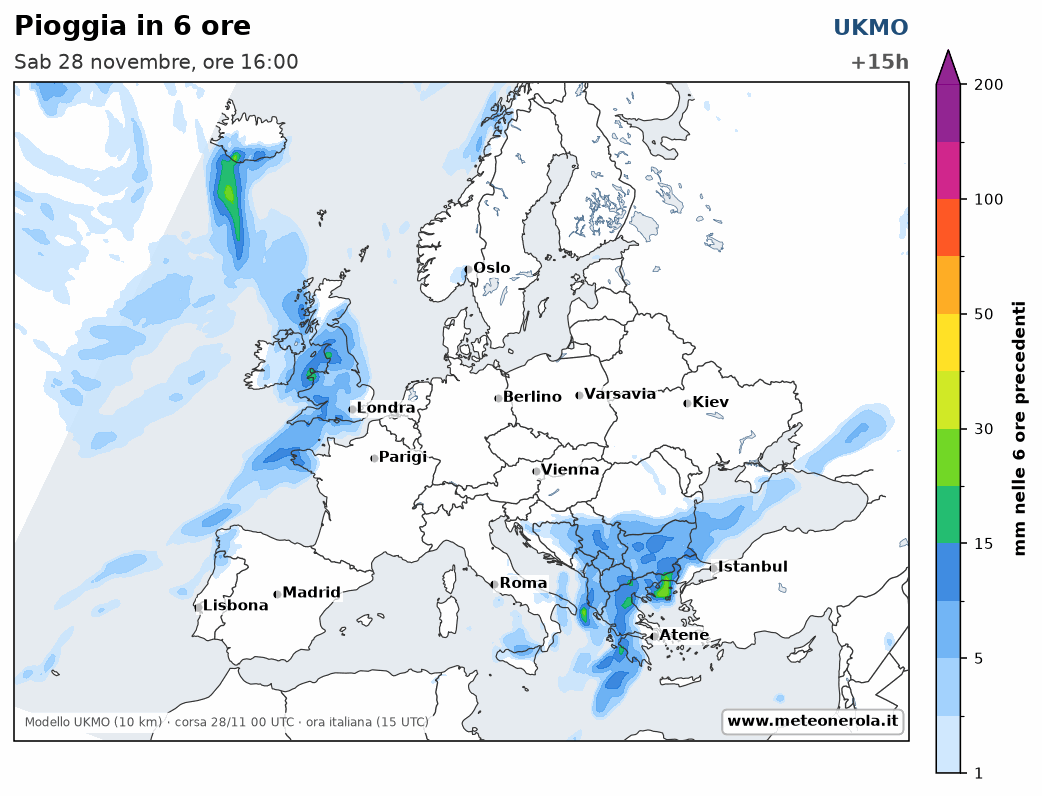 Pioggia in 6 ore
UKMO
Sab 28 novembre, ore 16:00
+15h
200
100
50
30
15
5
1
mm nelle 6 ore precedenti
Oslo
Londra
Berlino
Varsavia
Kiev
Parigi
Vienna
Istanbul
Roma
Madrid
Lisbona
Atene
Modello UKMO (10 km) · corsa 28/11 00 UTC · ora italiana (15 UTC)
www.meteonerola.it